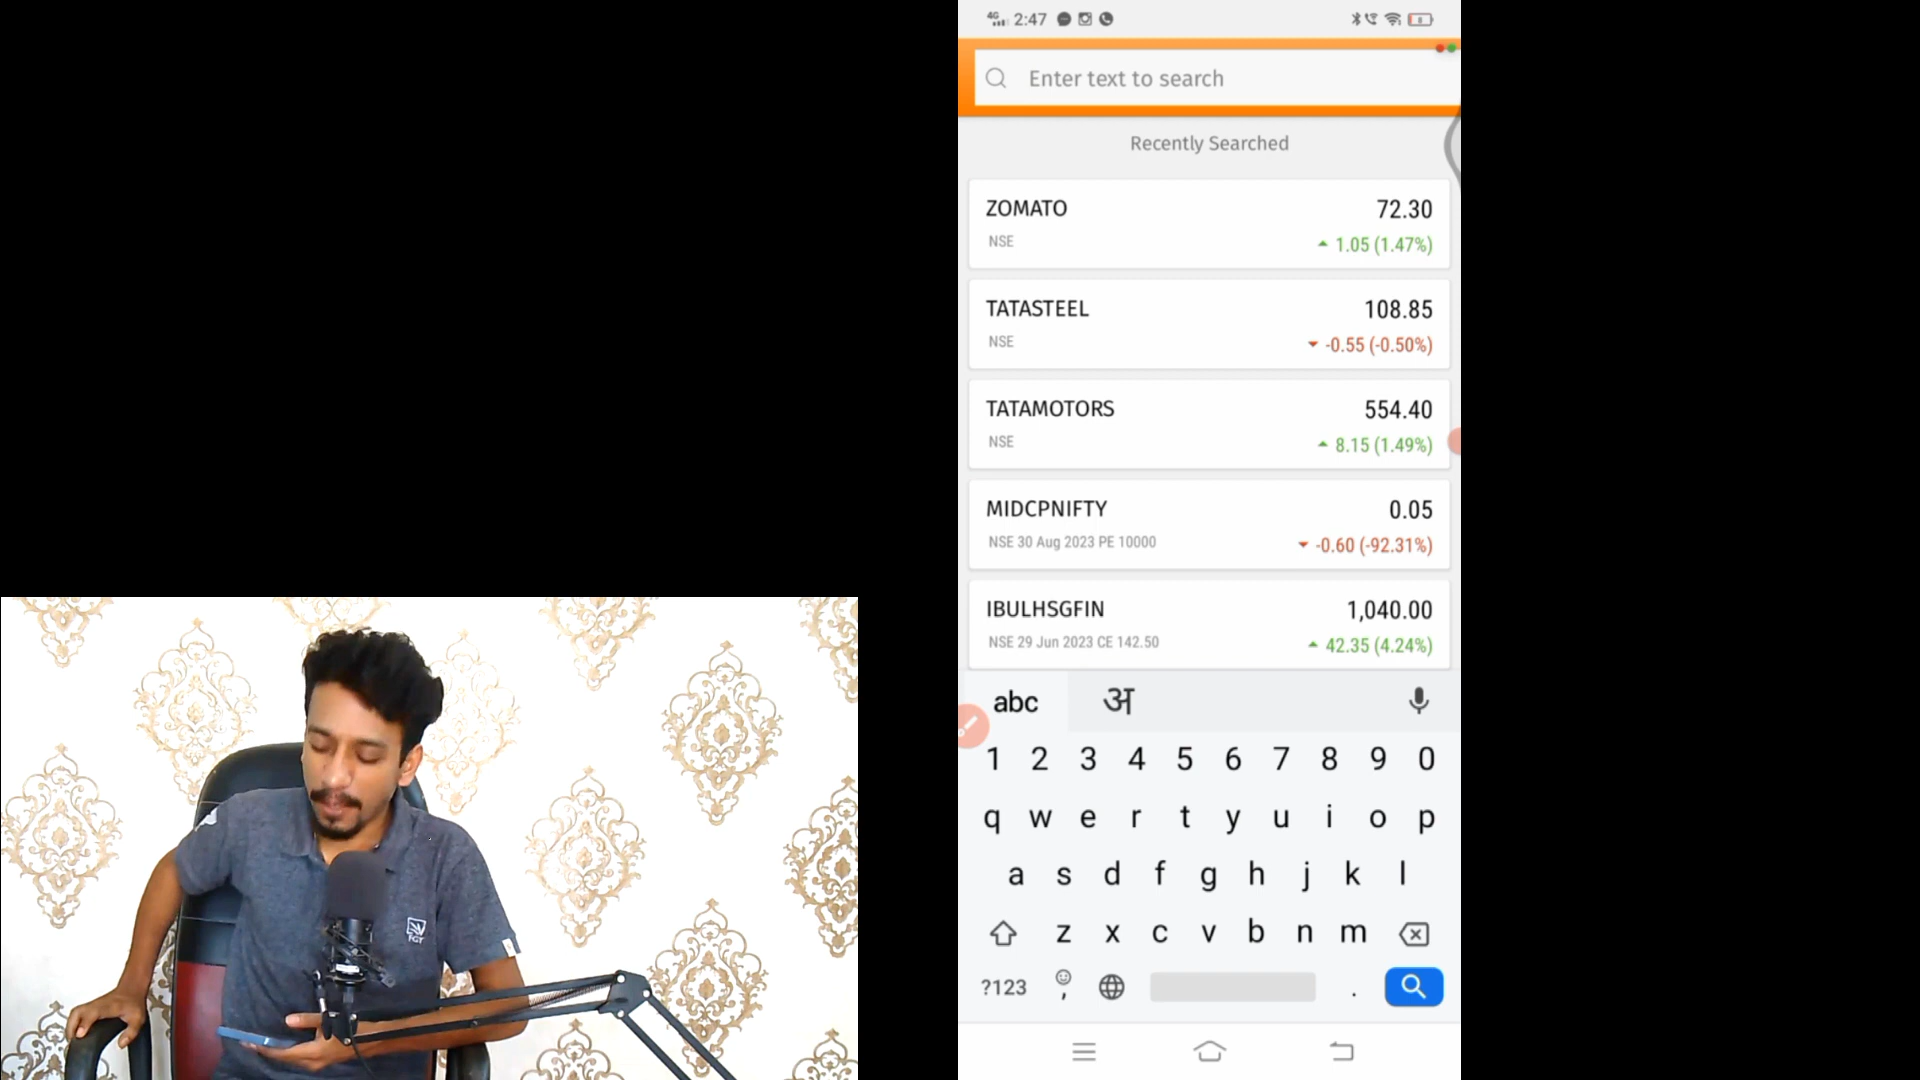 4G 2:47
8
Enter text to search
Recently Searched
ZOMATO 72.30
NSE 1.05 (1.47%)
TATASTEEL 108.85
NSE -0.55 (-0.50%)
TATAMOTORS 554.40
NSE 8.15 (1.49%)
MIDCPNIFTY 0.05
NSE 30 Aug 2023 PE 10000 -0.60 (-92.31%)
IBULHSGFIN 1,040.00
NSE 29 Jun 2023 CE 142.50 42.35 (4.24%)
abc अ
1 2 3 4 5 6 7 8 9 0
q w e r t y u i o p
a s d f g h j k l
z x c v b n m
?123 , .